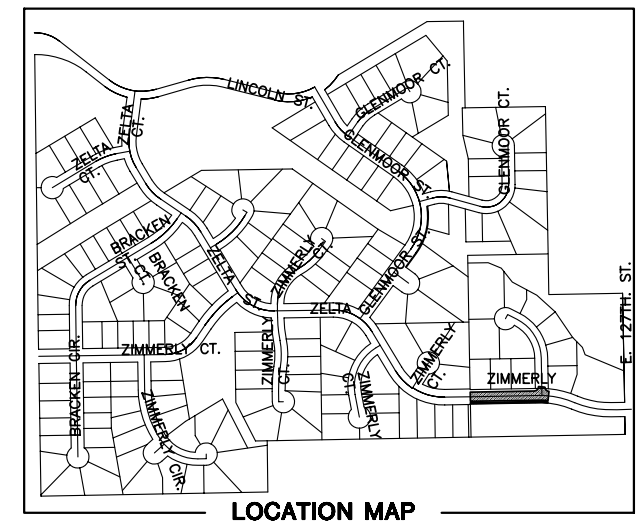 LINCOLN ST.
GLENMOOR CT.
ZELTA
CT.
GLENMOOR CT.
GLENMOOR ST.
ZELTA
CT.
BRACKEN
ST.
CT.
BRACKEN
ZELTA
ST.
ZIMMERLY
CT.
GLENMOOR ST.
ZELTA
E. 127TH. ST.
ZIMMERLY CT.
ZIMMERLY
CT.
ZIMMERLY
CT.
ZIMMERLY
CT.
ZIMMERLY
BRACKEN CIR.
ZIMMERLY CIR.
LOCATION MAP